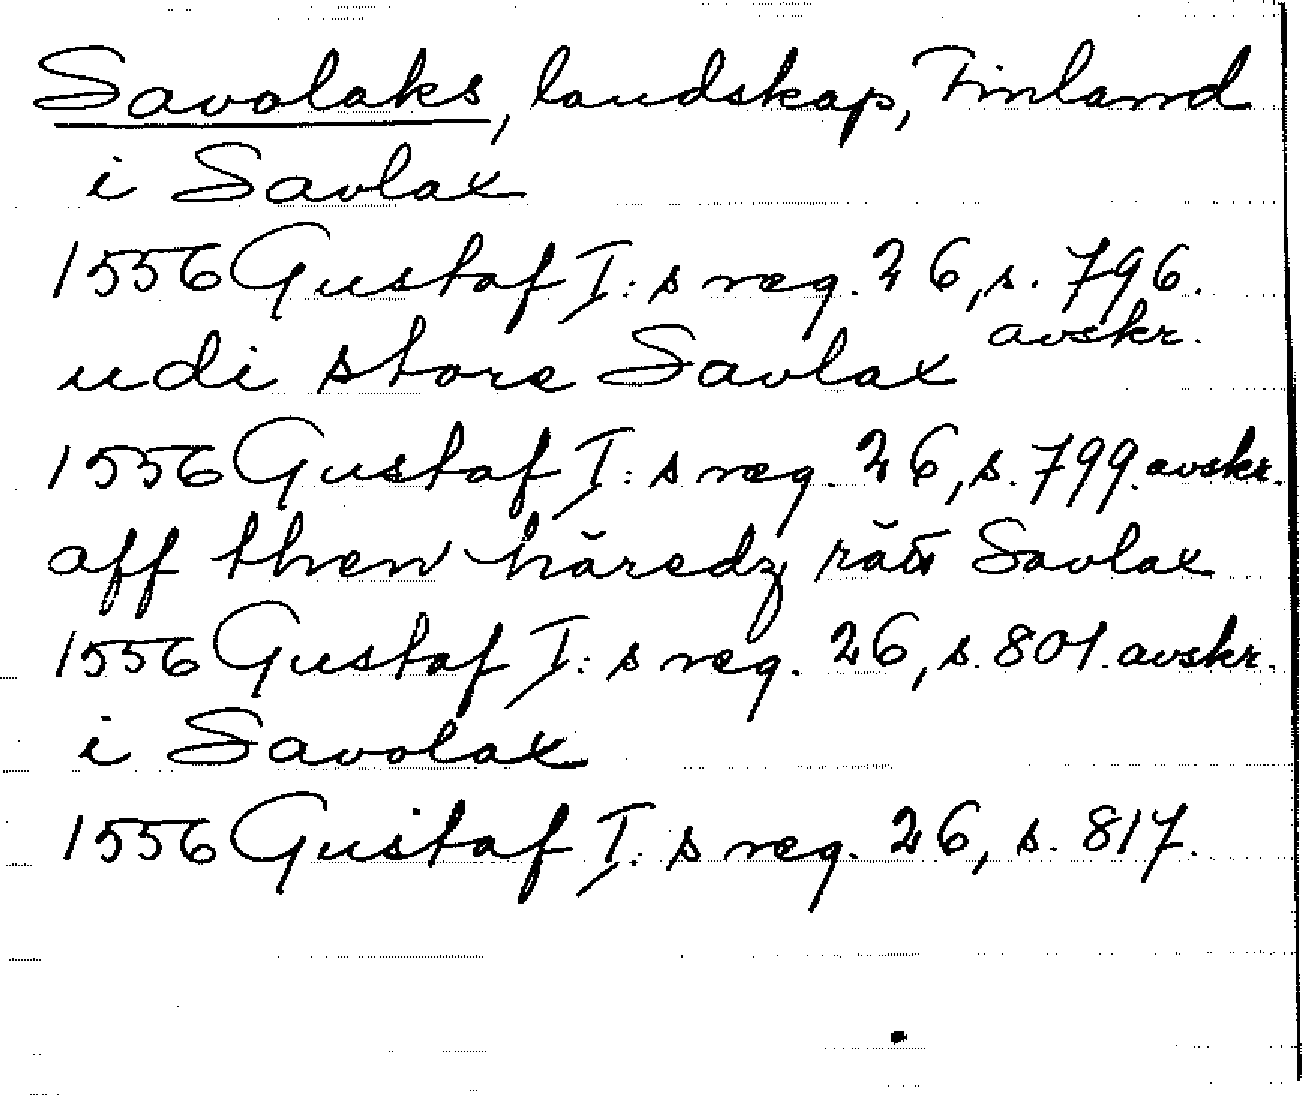 Savolaks, landskap, Finland
i Savlax
1556 Gustaf I:s reg. 26, s. 796.
avskr.
udi store Savlax
1556 Gustaf I:s reg. 26, s. 799. avskr.
aff then häredz rätt Savlax
1556 Gustaf I:s reg. 26, s. 801. avskr.
i Savolax
1556 Gustaf I:s reg. 26, s. 817.